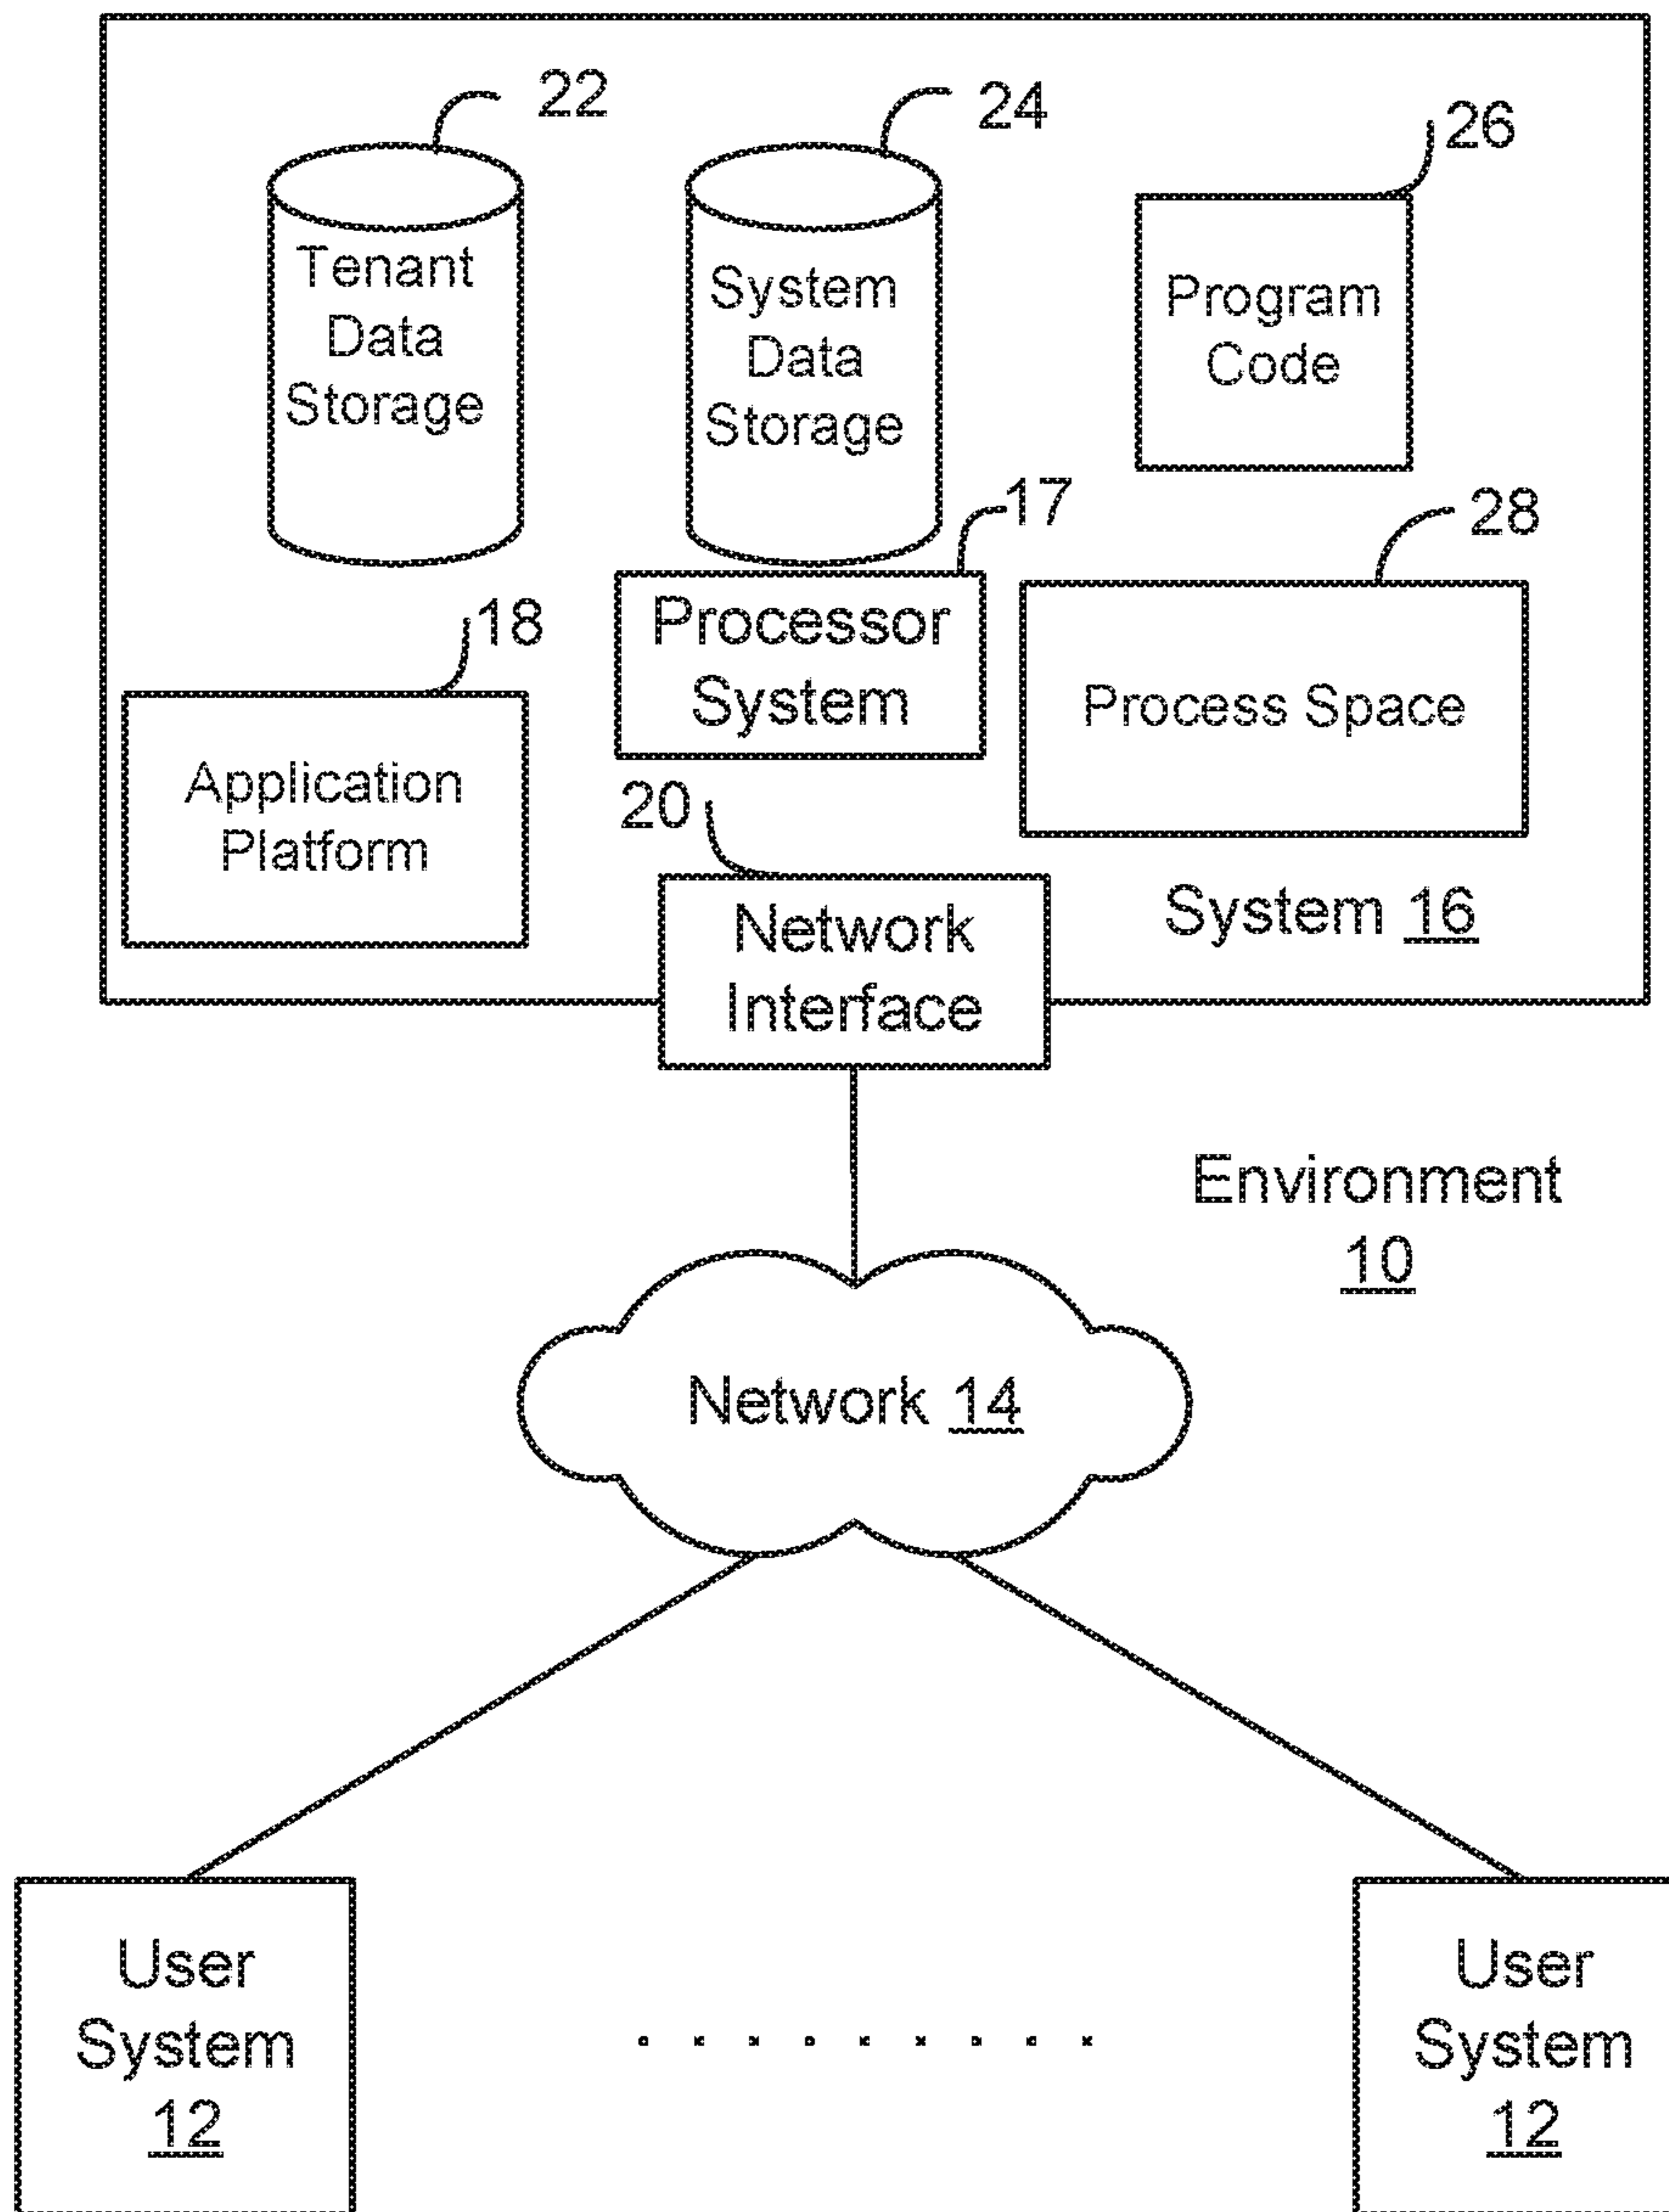 22
24
26
Tenant
Data
Storage
System
Data
Storage
Program
Code
17
28
18
Processor
System
Process Space
Application
Platform
20
Network
Interface
System 16
Environment
10
Network 14
User
System
12
User
System
12